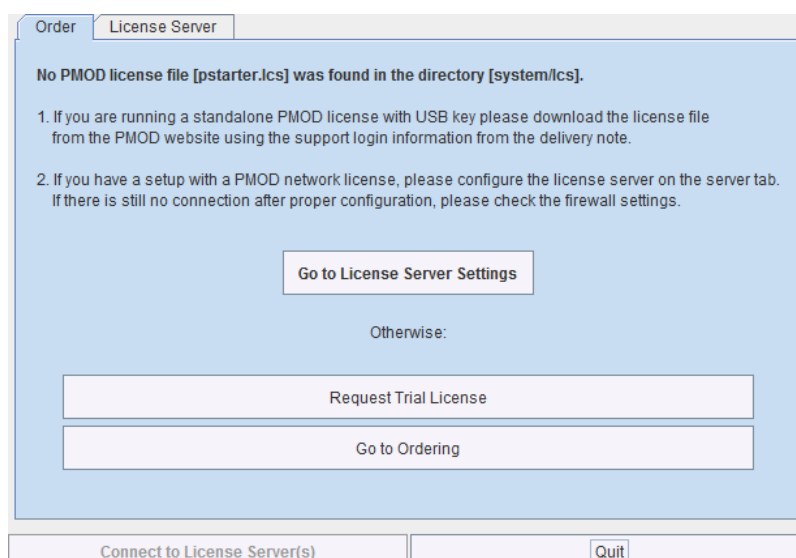 Order License Server
No PMOD license file [pstarter.lcs] was found in the directory [system/lcs].
1. If you are running a standalone PMOD license with USB key please download the license file
from the PMOD website using the support login information from the delivery note.
2. If you have a setup with a PMOD network license, please configure the license server on the server tab.
If there is still no connection after proper configuration, please check the firewall settings.
Go to License Server Settings
Otherwise:
Request Trial License
Go to Ordering
Connect to License Server(s) Quit